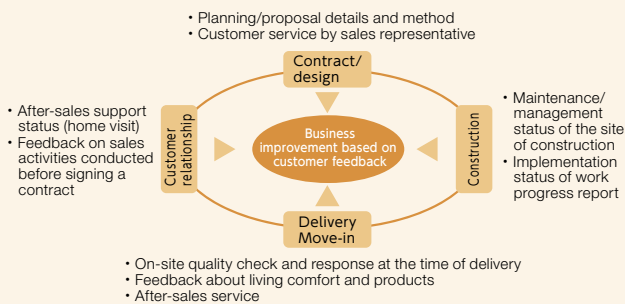 • Planning/proposal details and method
• Customer service by sales representative
Contract/
design
• After-sales support
status (home visit)
• Feedback on sales
activities conducted
before signing a
contract
Customer
relationship
Business
improvement based on
customer feedback
Construction
• Maintenance/
management
status of the site
of construction
• Implementation
status of work
progress report
Delivery
Move-in
• On-site quality check and response at the time of delivery
• Feedback about living comfort and products
• After-sales service